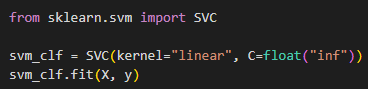 from sklearn.svm import SVC
svm_clf = SVC(kernel="linear", C=float("inf"))
svm_clf.fit(X, y)